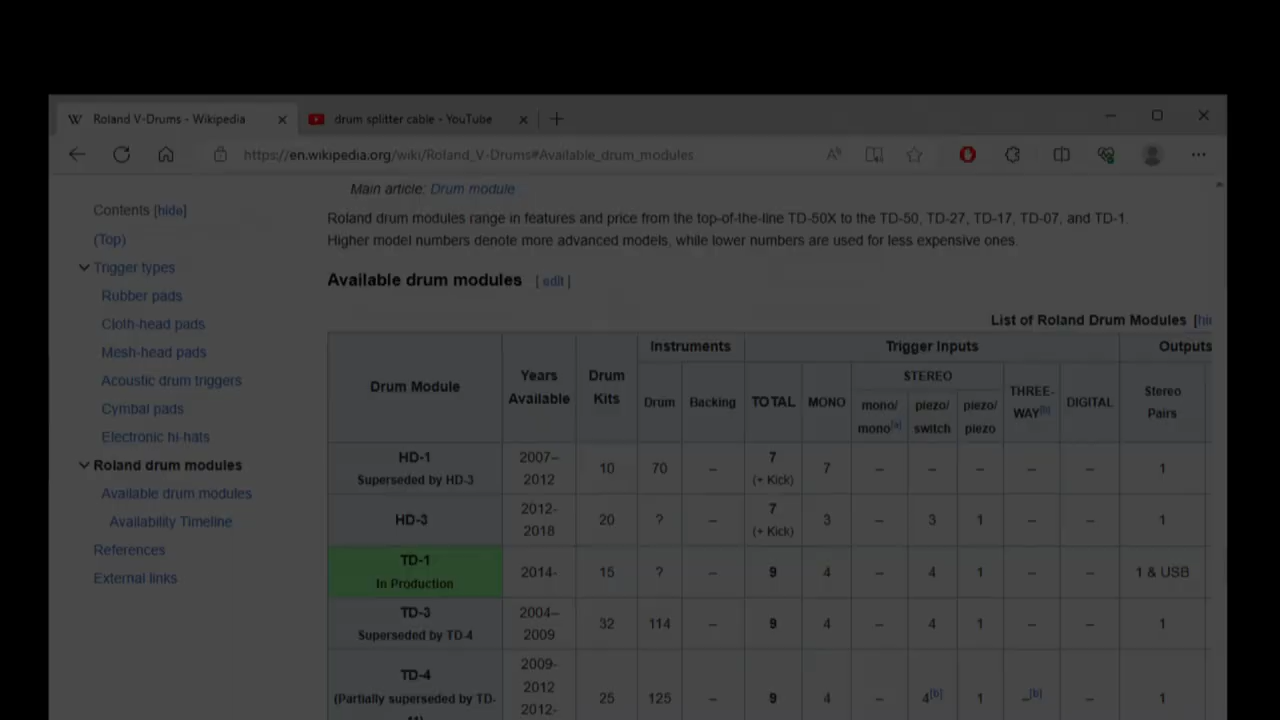 Roland V-Drums - Wikipedia
drum splitter cable - YouTube
https://en.wikipedia.org/wiki/Roland_V-Drums#Available_drum_modules
Contents [hide]
(Top)
Trigger types
Rubber pads
Cloth-head pads
Mesh-head pads
Acoustic drum triggers
Cymbal pads
Electronic hi-hats
Roland drum modules
Available drum modules
Availability Timeline
References
External links
Main article: Drum module
Roland drum modules range in features and price from the top-of-the-line TD-50X to the TD-50, TD-27, TD-17, TD-07, and TD-1.
Higher model numbers denote more advanced models, while lower numbers are used for less expensive ones.
Available drum modules [ edit ]
List of Roland Drum Modules
Drum Module
Years
Available
Drum
Kits
Instruments
Drum Backing
Trigger Inputs
TOTAL MONO
STEREO
mono/
mono[a]
piezo/
switch
piezo/
piezo
THREE-
WAY[b]
DIGITAL
Outputs
Stereo
Pairs
HD-1
Superseded by HD-3
2007–
2012
10 70 – 7
(+ Kick)
7 – – – – – 1
HD-3
2012-
2018
20 ? – 7
(+ Kick)
3 – 3 1 – – 1
TD-1
In Production
2014- 15 ? – 9 4 – 4 1 – – 1 & USB
TD-3
Superseded by TD-4
2004–
2009
32 114 – 9 4 – 4 1 – – 1
TD-4
(Partially superseded by TD-
2009-
2012
2012-
25 125 – 9 4 – 4[b] 1 –[b] – 1